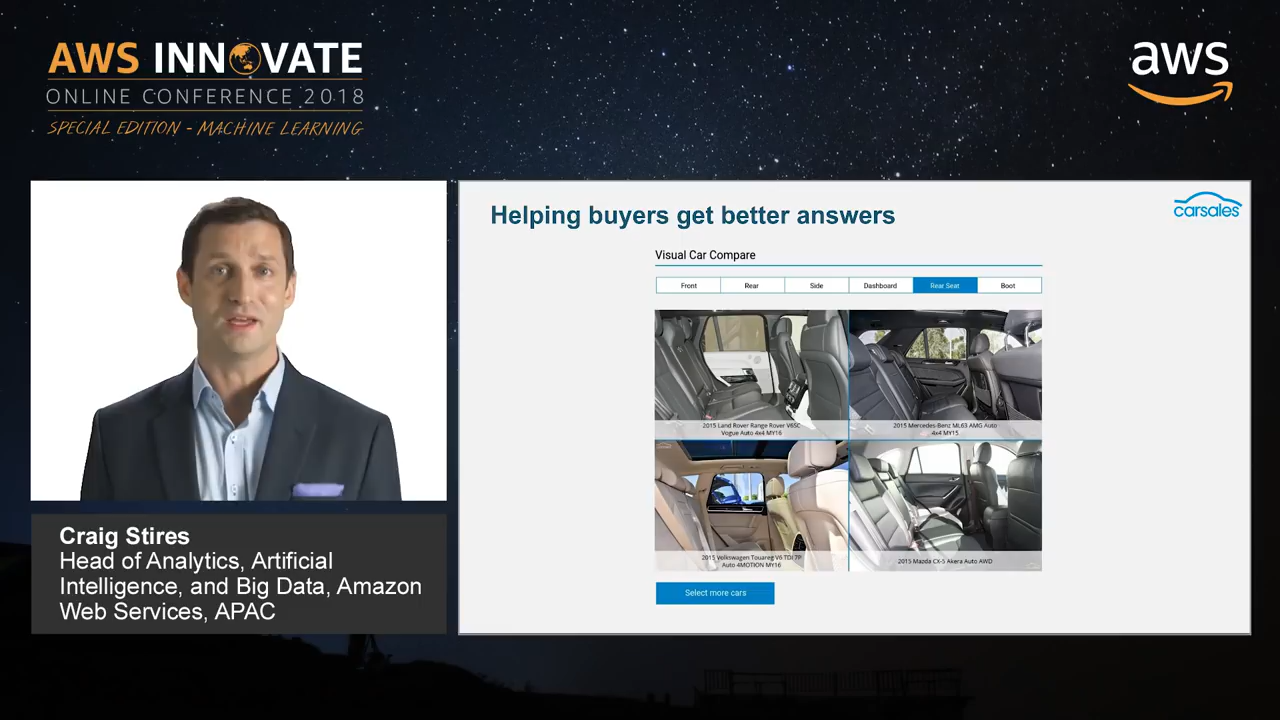 AWS INNOVATE
ONLINE CONFERENCE 2018
SPECIAL EDITION - MACHINE LEARNING
aws
Helping buyers get better answers
carsales
Visual Car Compare
Front Rear Side Dashboard Rear Seat Boot
2015 Land Rover Range Rover V6SC
Vogue Auto 4x4 MY16
2015 Mercedes-Benz ML63 AMG Auto
4x4 MY15
2015 Volkswagen Touareg V6 TDI 7P
Auto 4MOTION MY16
2015 Mazda CX-5 Akera Auto AWD
Select more cars
Craig Stires
Head of Analytics, Artificial
Intelligence, and Big Data, Amazon
Web Services, APAC